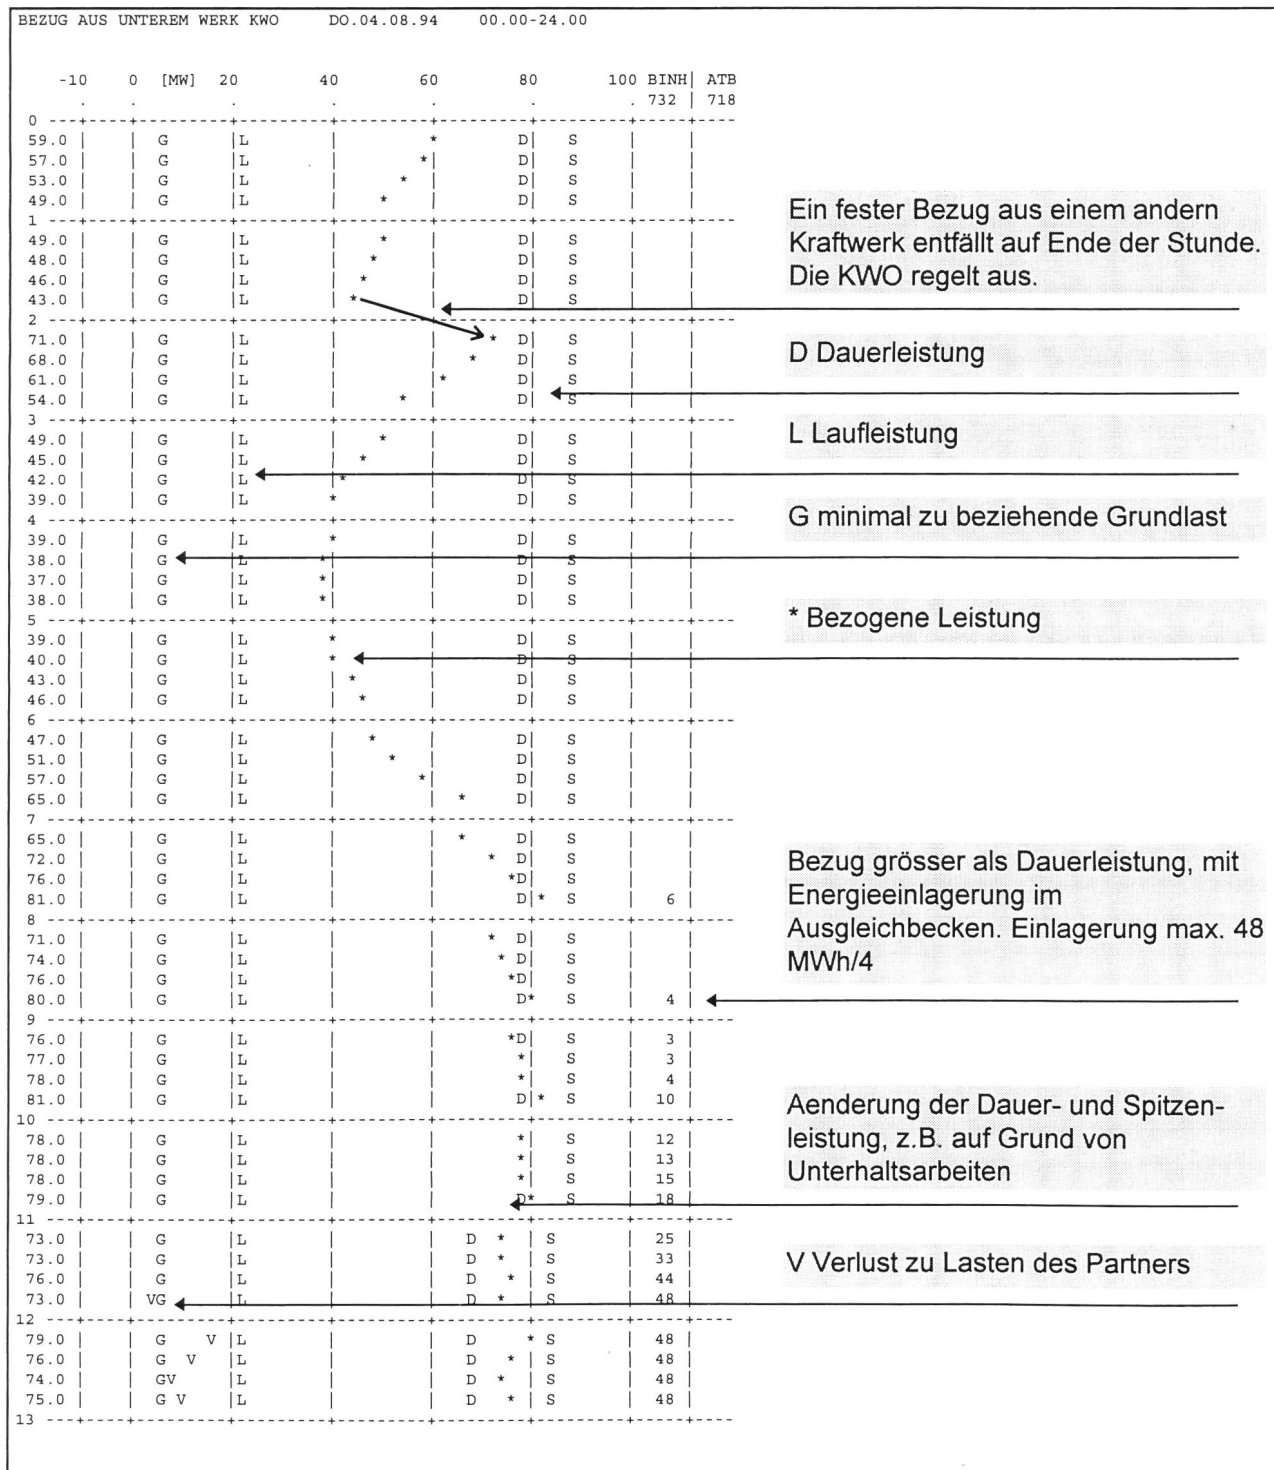 BEZUG AUS UNTEREM WERK KWO DO.04.08.94 00.00-24.00
-10 0 [MW] 20 40 60 80 100 BINH| ATB
. . . . . . . 732 | 718
0 ---+----+---------+---------+---------+---------+---------+-----+----
59.0 | | G |L | * D| S | |
57.0 | | G |L | *| D| S | |
53.0 | | G |L | * | D| S | |
49.0 | | G |L | * | D| S | |
1 ---+----+---------+---------+---------+---------+---------+-----+----
49.0 | | G |L | * | D| S | |
48.0 | | G |L | * | D| S | |
46.0 | | G |L | * | D| S | |
43.0 | | G |L | * | D| S | |
2 ---+----+---------+---------+---------+---------+---------+-----+----
71.0 | | G |L | | * D| S | |
68.0 | | G |L | | * D| S | |
61.0 | | G |L | |* D| S | |
54.0 | | G |L | * | D| S | |
3 ---+----+---------+---------+---------+---------+---------+-----+----
49.0 | | G |L | * | D| S | |
45.0 | | G |L | * | D| S | |
42.0 | | G |L |* | D| S | |
39.0 | | G |L * | D| S | |
4 ---+----+---------+---------+---------+---------+---------+-----+----
39.0 | | G |L * | D| S | |
38.0 | | G |L *| | D| S | |
37.0 | | G |L *| | D| S | |
38.0 | | G |L *| | D| S | |
5 ---+----+---------+---------+---------+---------+---------+-----+----
39.0 | | G |L * | D| S | |
40.0 | | G |L * | D| S | |
43.0 | | G |L | * | D| S | |
46.0 | | G |L | * | D| S | |
6 ---+----+---------+---------+---------+---------+---------+-----+----
47.0 | | G |L | * | D| S | |
51.0 | | G |L | * | D| S | |
57.0 | | G |L | *| D| S | |
65.0 | | G |L | | * D| S | |
7 ---+----+---------+---------+---------+---------+---------+-----+----
65.0 | | G |L | | * D| S | |
72.0 | | G |L | | * D| S | |
76.0 | | G |L | | *D| S | |
81.0 | | G |L | | D|* S | 6 |
8 ---+----+---------+---------+---------+---------+---------+-----+----
71.0 | | G |L | | * D| S | |
74.0 | | G |L | | * D| S | |
76.0 | | G |L | | *D| S | |
80.0 | | G |L | | D* S | 4 |
9 ---+----+---------+---------+---------+---------+---------+-----+----
76.0 | | G |L | | *D| S | 3 |
77.0 | | G |L | | *| S | 3 |
78.0 | | G |L | | *| S | 4 |
81.0 | | G |L | | D|* S | 10 |
10 ---+----+---------+---------+---------+---------+---------+-----+----
78.0 | | G |L | | *| S | 12 |
78.0 | | G |L | | *| S | 13 |
78.0 | | G |L | | *| S | 15 |
79.0 | | G |L | | D* S | 18 |
11 ---+----+---------+---------+---------+---------+---------+-----+----
73.0 | | G |L | | D * | S | 25 |
73.0 | | G |L | | D * | S | 33 |
76.0 | | G |L | | D *| S | 44 |
73.0 | | VG |L | | D * | S | 48 |
12 ---+----+---------+---------+---------+---------+---------+-----+----
79.0 | | G V |L | | D * S | 48 |
76.0 | | G V |L | | D * | S | 48 |
74.0 | | GV |L | | D * | S | 48 |
75.0 | | G V |L | | D * | S | 48 |
13 ---+----+---------+---------+---------+---------+---------+-----+----
Ein fester Bezug aus einem andern
Kraftwerk entfällt auf Ende der Stunde.
Die KWO regelt aus.
D Dauerleistung
L Laufleistung
G minimal zu beziehende Grundlast
* Bezogene Leistung
Bezug grösser als Dauerleistung, mit
Energieeinlagerung im
Ausgleichbecken. Einlagerung max. 48
MWh/4
Aenderung der Dauer- und Spitzen-
leistung, z.B. auf Grund von
Unterhaltsarbeiten
V Verlust zu Lasten des Partners